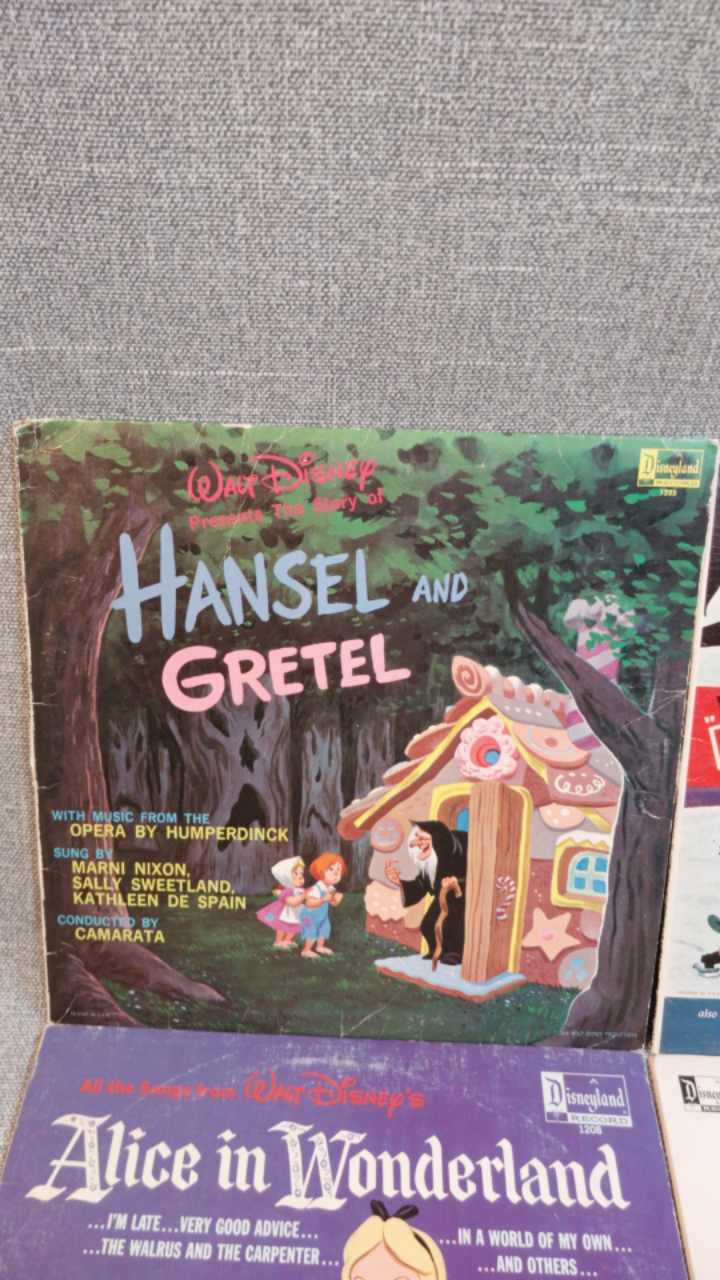 Walt Disney
Presents The Story of
Disneyland
RECORD
1253
HANSEL AND
GRETEL
WITH MUSIC FROM THE
OPERA BY HUMPERDINCK
SUNG BY
MARNI NIXON,
SALLY SWEETLAND,
KATHLEEN DE SPAIN
CONDUCTED BY
CAMARATA
also
All the Songs from Walt Disney's
Disneyland
RECORD
1208
Alice in Wonderland
...I'M LATE...VERY GOOD ADVICE...
...THE WALRUS AND THE CARPENTER...
...IN A WORLD OF MY OWN...
...AND OTHERS...